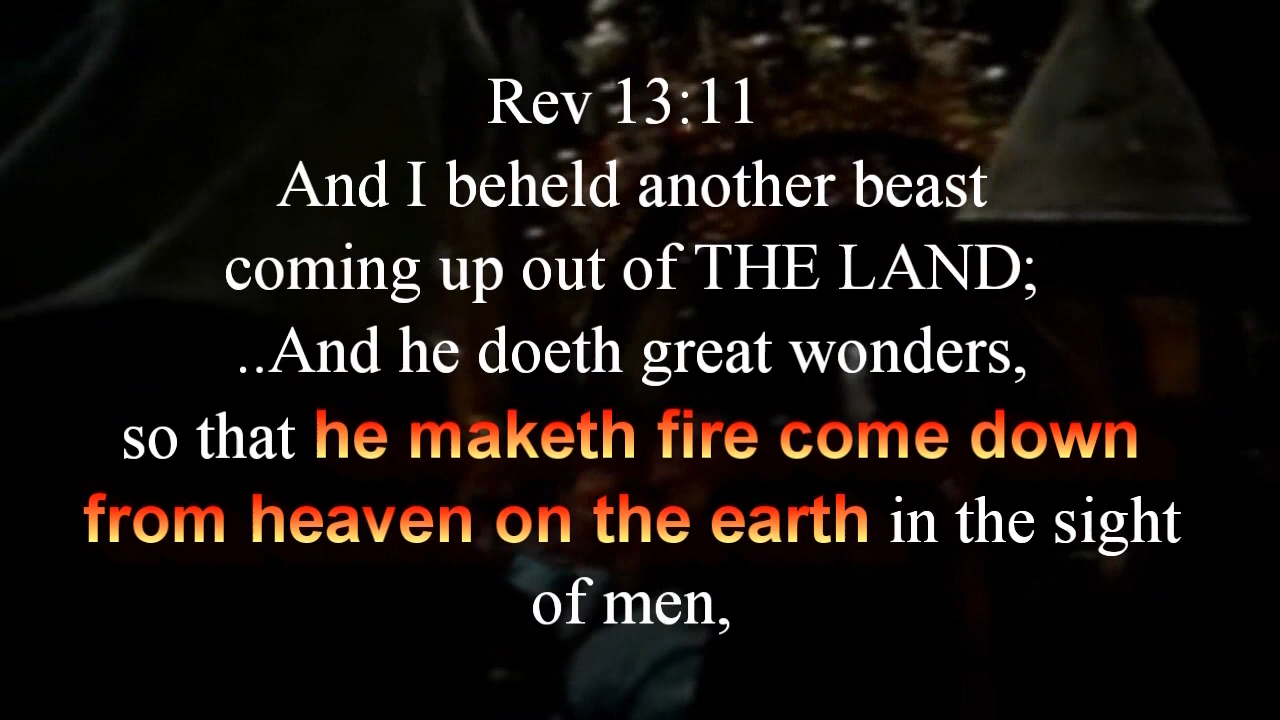 Rev 13:11
And I beheld another beast
coming up out of THE LAND;
..And he doeth great wonders,
so that he maketh fire come down
from heaven on the earth in the sight
of men,